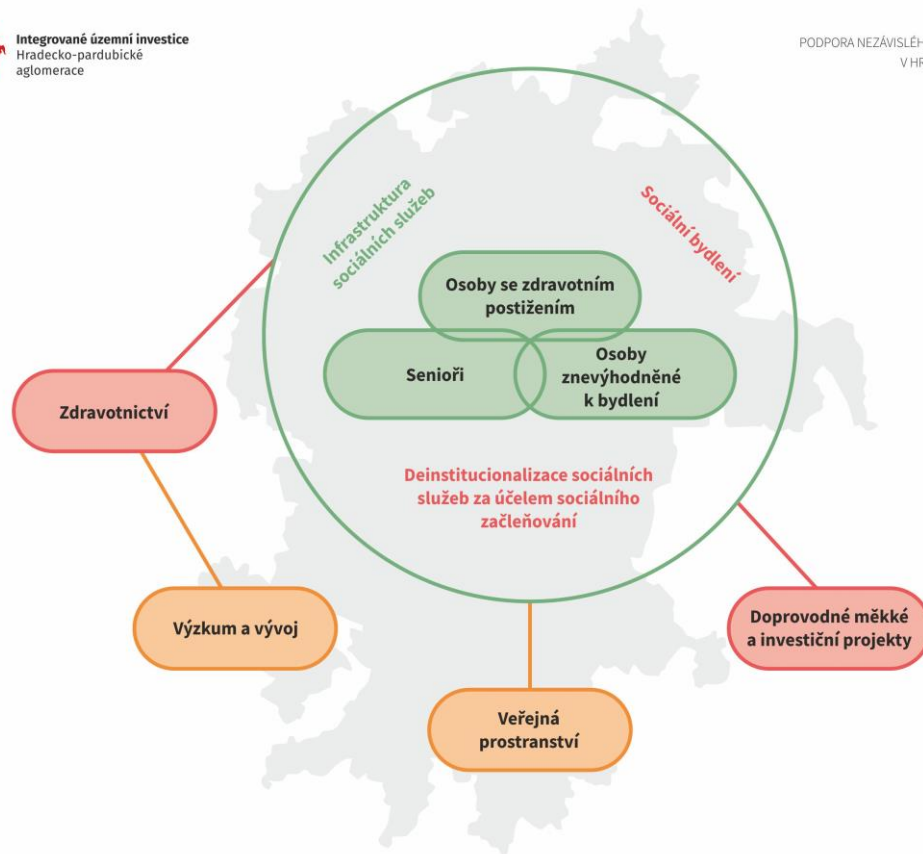 Integrované územní investice
Hradecko-pardubické
aglomerace
PODPORA
V
Infrastruktura
sociálních služeb
Sociální bydlení
Osoby se zdravotním
postižením
Senioři
Osoby
znevýhodněné
k bydlení
Zdravotnictví
Deinstitucionalizace sociálních
služeb za účelem sociálního
začleňování
Výzkum a vývoj
Doprovodné měkké
a investiční projekty
Veřejná
prostranství